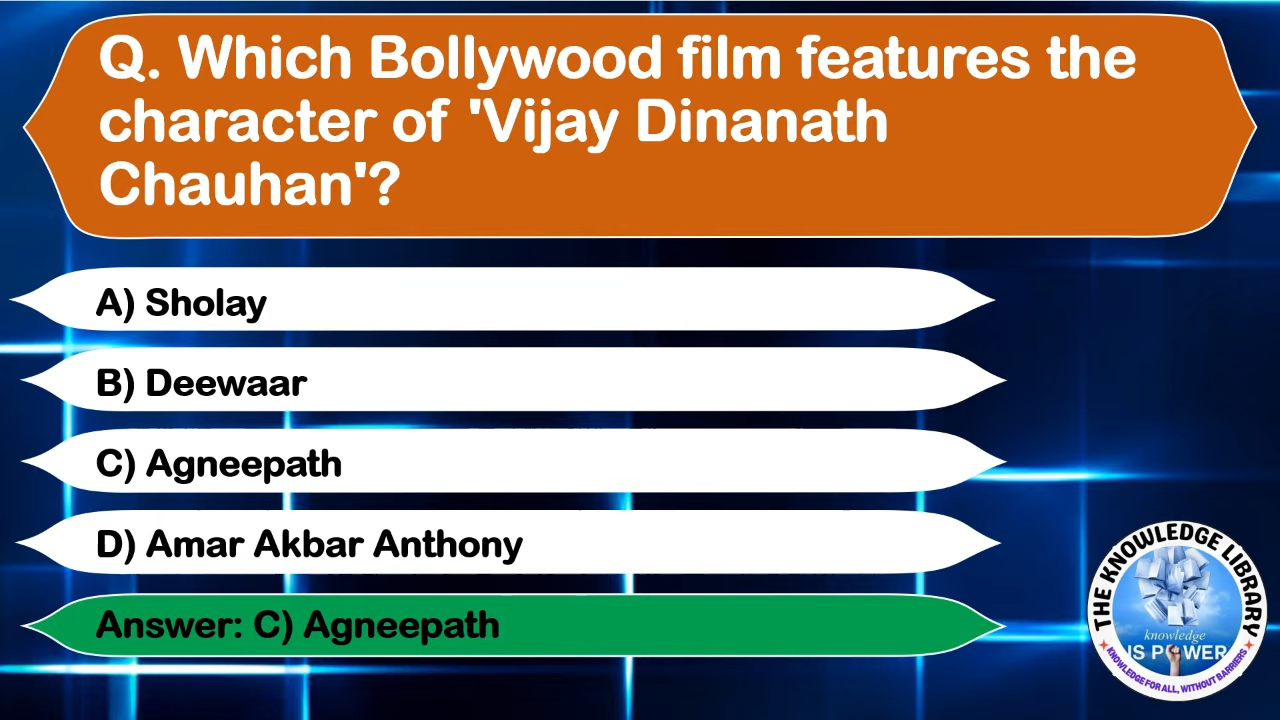 Q. Which Bollywood film features the
character of 'Vijay Dinanath
Chauhan'?
A) Sholay
B) Deewaar
C) Agneepath
D) Amar Akbar Anthony
Answer: C) Agneepath
THE KNOWLEDGE LIBRARY
knowledge
IS POWER
KNOWLEDGE FOR ALL, WITHOUT BARRIERS